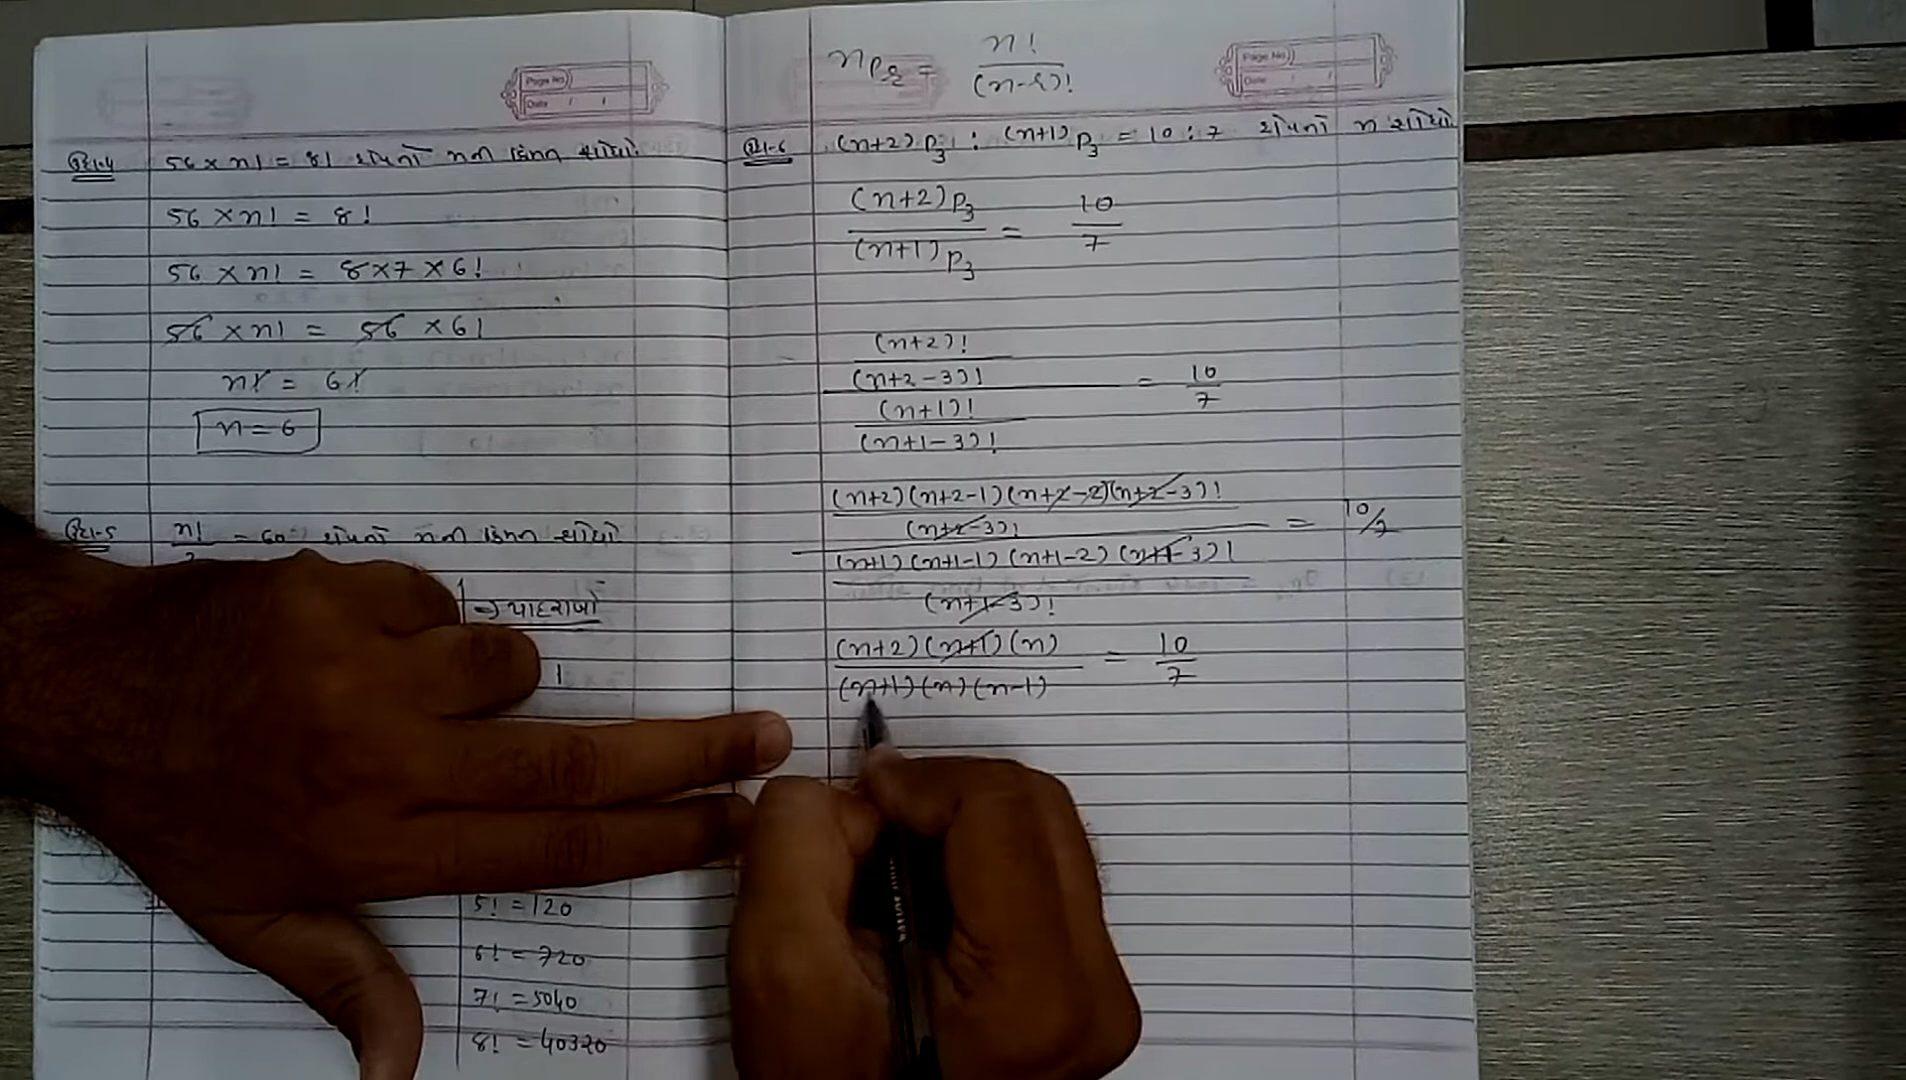 Page No
Date / /
દા-4 56 × n! = 8! હોય તો n ની કિંમત શોધો.
56 × n! = 8!
56 × n! = 8 × 7 × 6!
56 × n! = 56 × 6!
n! = 6!
n = 6
દા-5 n! = 60 હોય તો n ની કિંમત શોધો
⇒ યાદ રાખો
1
5! = 120
6! = 720
7! = 5040
8! = 40320
Page No
Date / /
nPr = n! / (n-r)!
દા-6 (n+2)P3 : (n+1)P3 = 10 : 7 હોય તો n શોધો
(n+2)P3 / (n+1)P3 = 10 / 7
(n+2)!
(n+2-3)! = 10 / 7
(n+1)!
(n+1-3)!
(n+2)(n+2-1)(n+2-2)(n+2-3)!
(n+2-3)! = 10/7
(n+1)(n+1-1)(n+1-2)(n+1-3)!
(n+1-3)!
(n+2)(n+1)(n) = 10
(n+1)(n)(n-1) 7